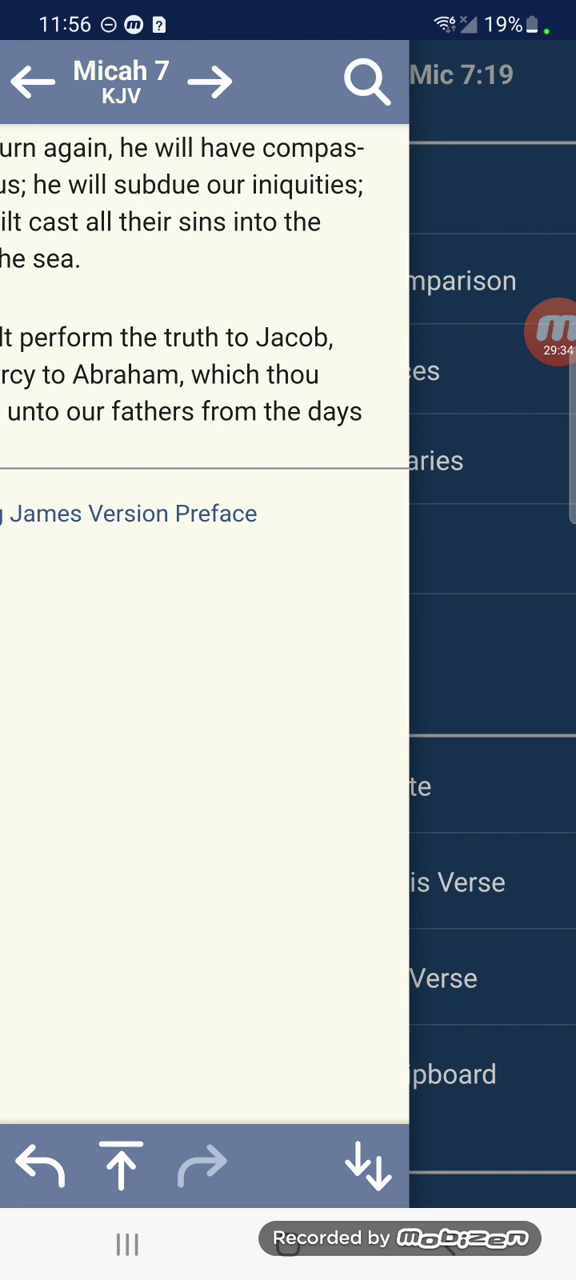 11:56 19%
Micah 7
KJV
Mic 7:19
urn again, he will have compas-
us; he will subdue our iniquities;
ilt cast all their sins into the
he sea.
lt perform the truth to Jacob,
rcy to Abraham, which thou
unto our fathers from the days
James Version Preface
mparison
29:34
ces
aries
te
is Verse
Verse
ipboard
Recorded by mobizen